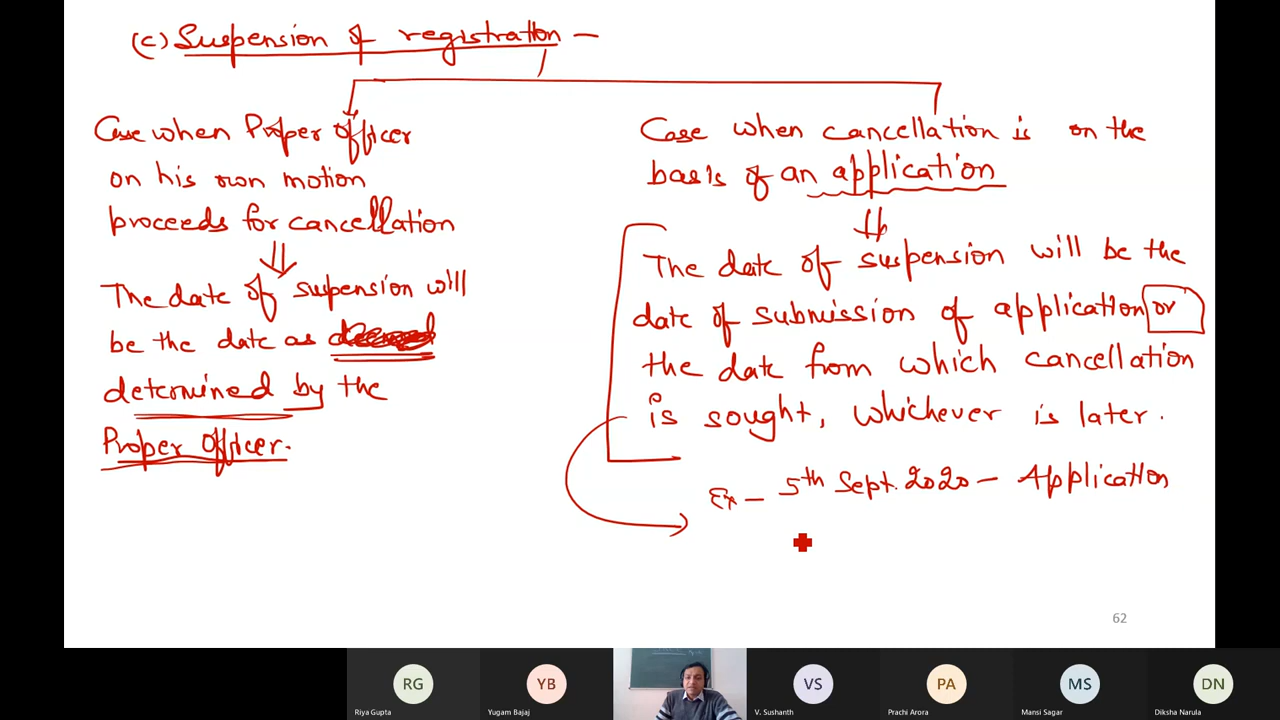 (c) Suspension of registration –
Case when Proper officer
on his own motion
proceeds for cancellation
The date of suspension will
be the date as
determined by the
Proper Officer.
Case when cancellation is on the
basis of an application
The date of suspension will be the
date of submission of application or
the date from which cancellation
is sought, whichever is later.
Ex – 5th Sept. 2020 – Application
62
RG
YB
VS
PA
MS
DN
Riya Gupta
Yugam Bajaj
V. Sushanth
Prachi Arora
Mansi Sagar
Diksha Narula